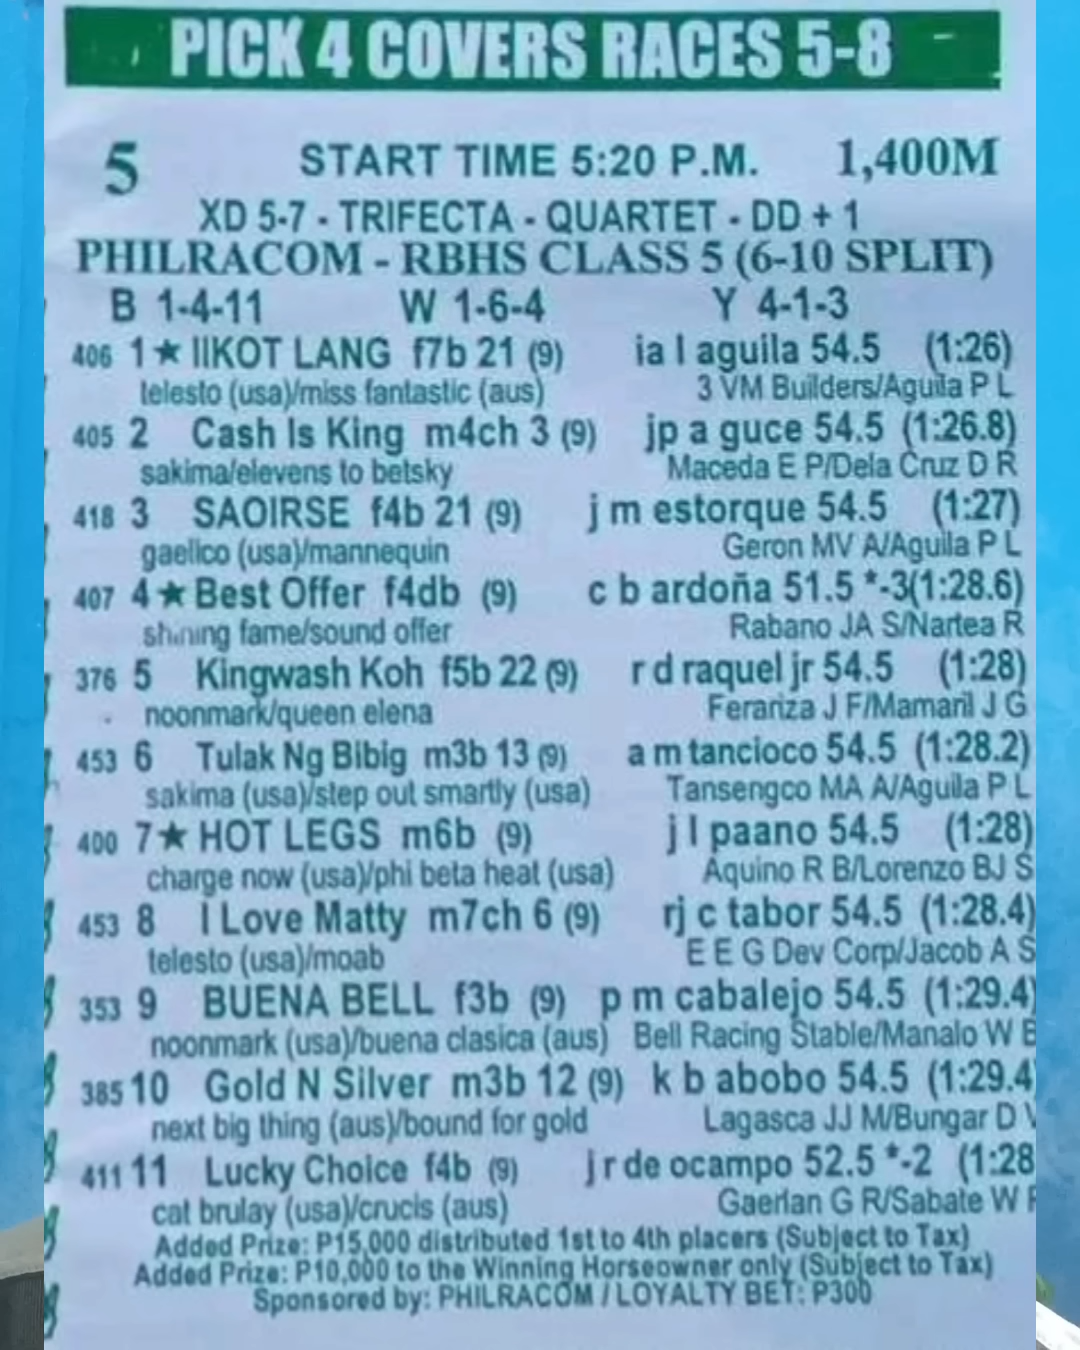 PICK 4 COVERS RACES 5-8
5 START TIME 5:20 P.M. 1,400M
XD 5-7 - TRIFECTA - QUARTET - DD + 1
PHILRACOM - RBHS CLASS 5 (6-10 SPLIT)
B 1-4-11 W 1-6-4 Y 4-1-3
406 1★ IIKOT LANG f7b 21 (9) ia l aguila 54.5 (1:26)
telesto (usa)/miss fantastic (aus) 3 VM Builders/Aguila P L
405 2 Cash Is King m4ch 3 (9) jp a guce 54.5 (1:26.8)
sakima/elevens to betsky Maceda E P/Dela Cruz D R
418 3 SAOIRSE f4b 21 (9) j m estorque 54.5 (1:27)
gaelico (usa)/mannequin Geron MV A/Aguila P L
407 4★ Best Offer f4db (9) c b ardoña 51.5 *-3(1:28.6)
shining fame/sound offer Rabano JA S/Nartea R
376 5 Kingwash Koh f5b 22 (9) r d raquel jr 54.5 (1:28)
noonmark/queen elena Ferariza J F/Mamaril J G
453 6 Tulak Ng Bibig m3b 13 (9) a m tancioco 54.5 (1:28.2)
sakima (usa)/step out smartly (usa) Tansengco MA A/Aguila P L
400 7★ HOT LEGS m6b (9) j l paano 54.5 (1:28)
charge now (usa)/phi beta heat (usa) Aquino R B/Lorenzo BJ S
453 8 I Love Matty m7ch 6 (9) rj c tabor 54.5 (1:28.4)
telesto (usa)/moab E E G Dev Corp/Jacob A S
353 9 BUENA BELL f3b (9) p m cabalejo 54.5 (1:29.4)
noonmark (usa)/buena clasica (aus) Bell Racing Stable/Manalo W B
385 10 Gold N Silver m3b 12 (9) k b abobo 54.5 (1:29.4
next big thing (aus)/bound for gold Lagasca JJ M/Bungar D
411 11 Lucky Choice f4b (9) j r de ocampo 52.5 *-2 (1:28
cat brulay (usa)/crucis (aus) Gaerlan G R/Sabate W
Added Prize: P15,000 distributed 1st to 4th placers (Subject to Tax)
Added Prize: P10,000 to the Winning Horseowner only (Subject to Tax)
Sponsored by: PHILRACOM / LOYALTY BET: P300